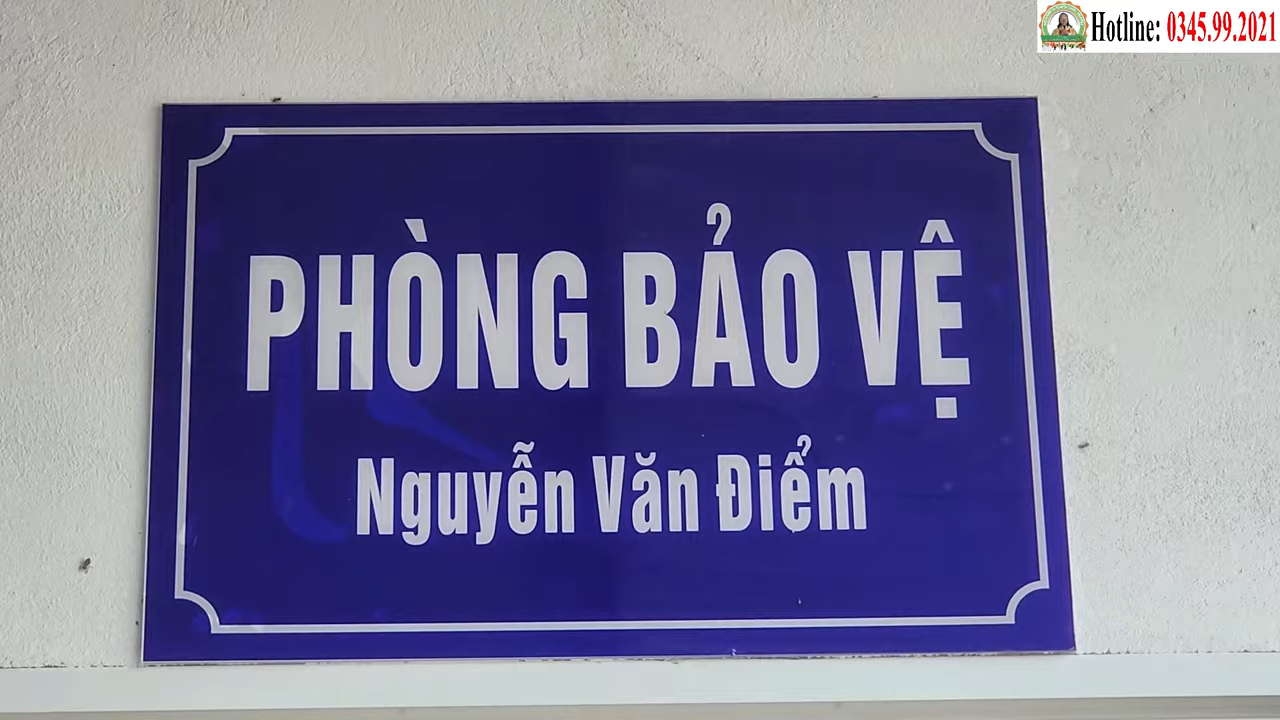 Hotline: 0345.99.2021
PHÒNG BẢO VỆ
Nguyễn Văn Điểm